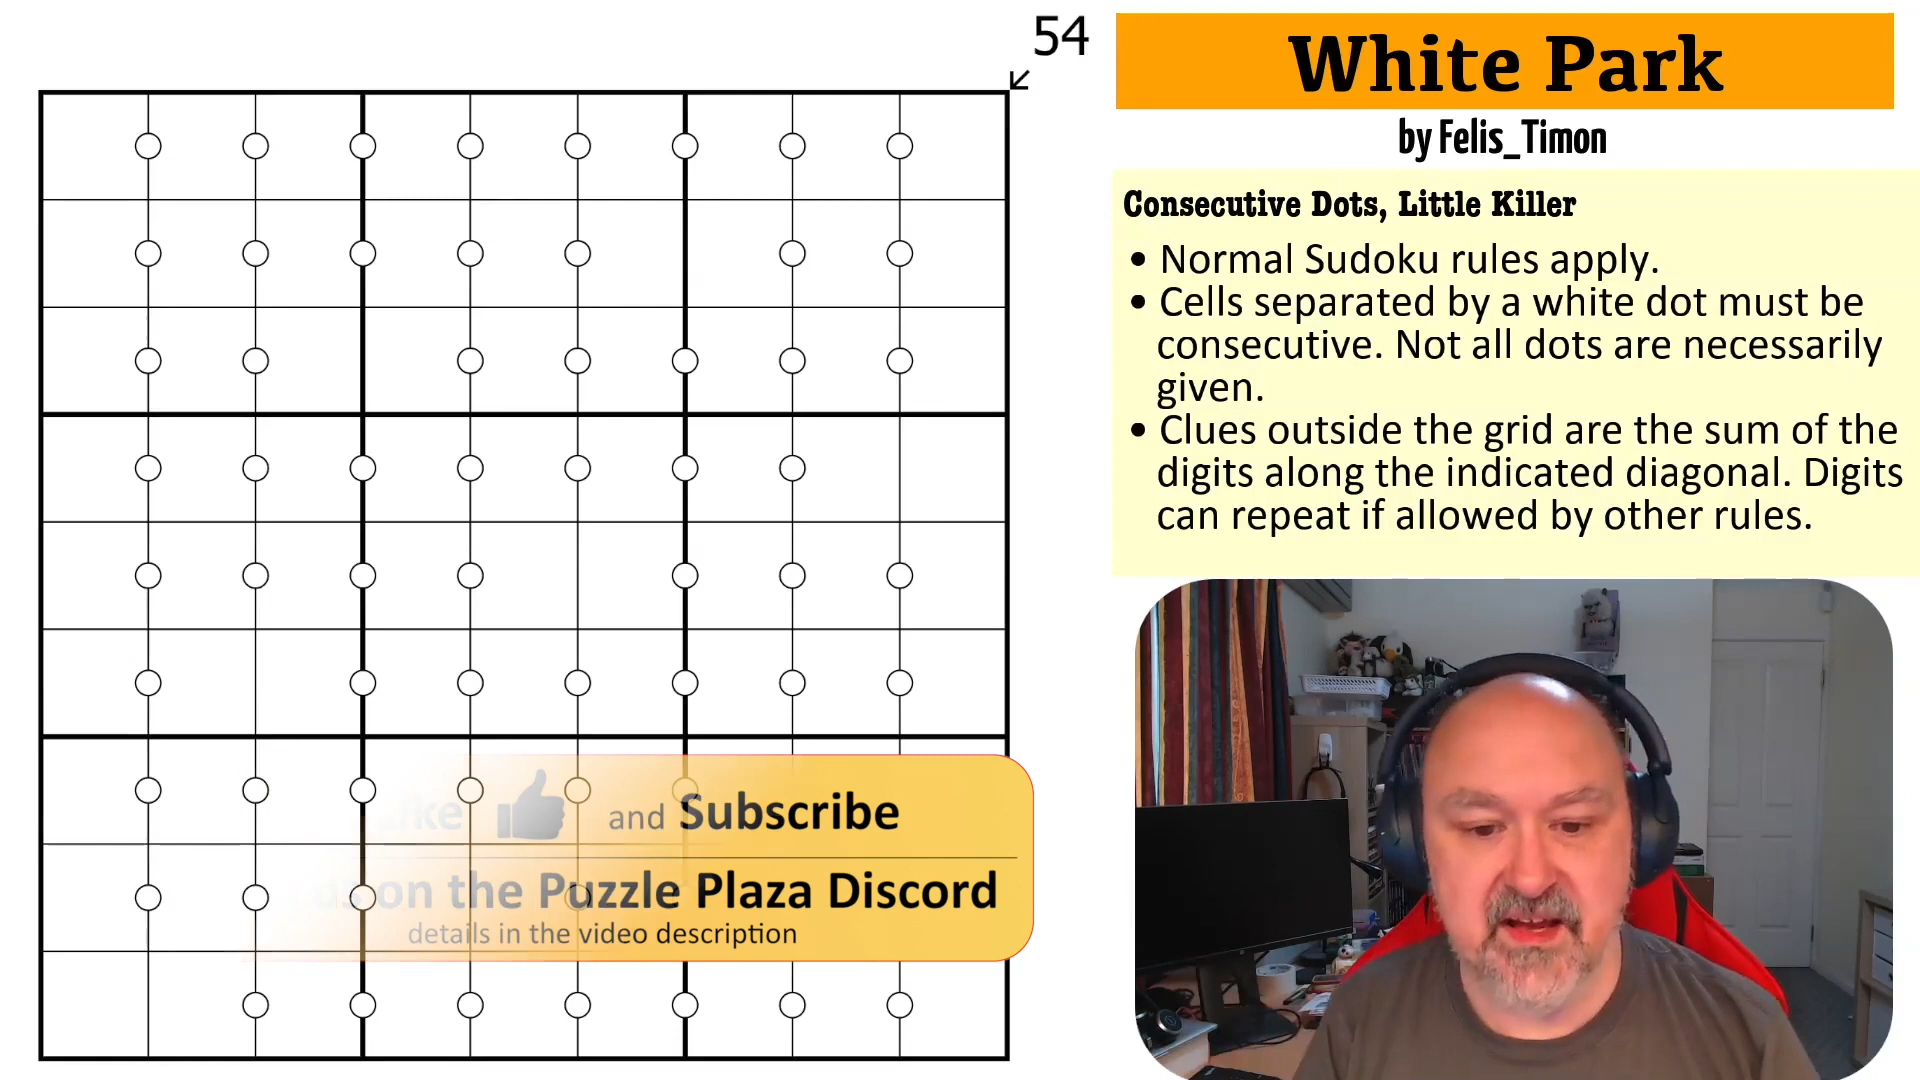 54
White Park
by Felis_Timon
Consecutive Dots, Little Killer
• Normal Sudoku rules apply.
• Cells separated by a white dot must be
consecutive. Not all dots are necessarily
given.
• Clues outside the grid are the sum of the
digits along the indicated diagonal. Digits
can repeat if allowed by other rules.
and Subscribe
on the Puzzle Plaza Discord
details in the video description